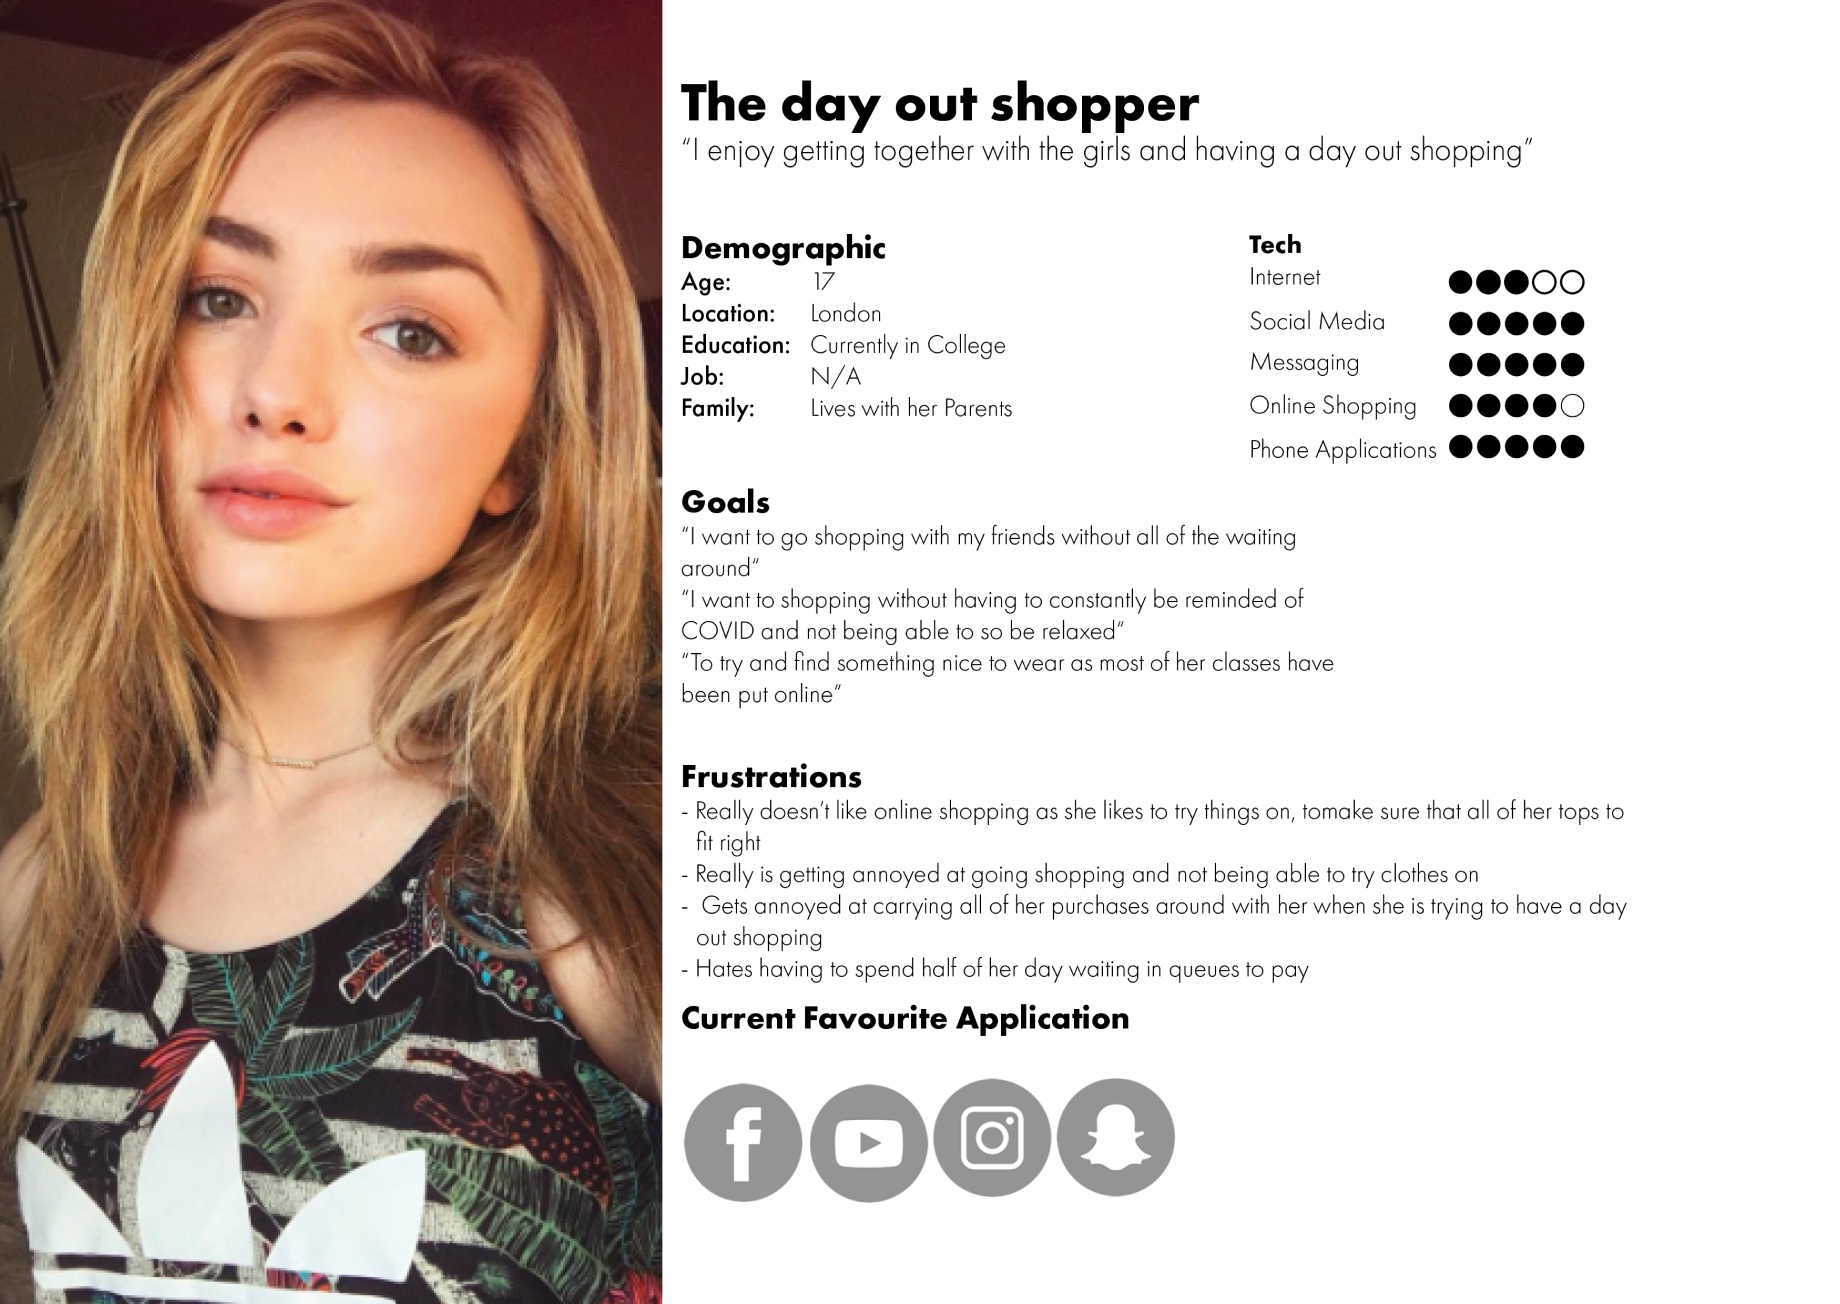 The day out shopper
“I enjoy getting together with the girls and having a day out shopping”
Demographic
Age: 17
Location: London
Education: Currently in College
Job: N/A
Family: Lives with her Parents
Tech
Internet
Social Media
Messaging
Online Shopping
Phone Applications
Goals
“I want to go shopping with my friends without all of the waiting
around“
“I want to shopping without having to constantly be reminded of
COVID and not being able to so be relaxed“
“To try and find something nice to wear as most of her classes have
been put online“
Frustrations
- Really doesn’t like online shopping as she likes to try things on, tomake sure that all of her tops to
fit right
- Really is getting annoyed at going shopping and not being able to try clothes on
- Gets annoyed at carrying all of her purchases around with her when she is trying to have a day
out shopping
- Hates having to spend half of her day waiting in queues to pay
Current Favourite Application